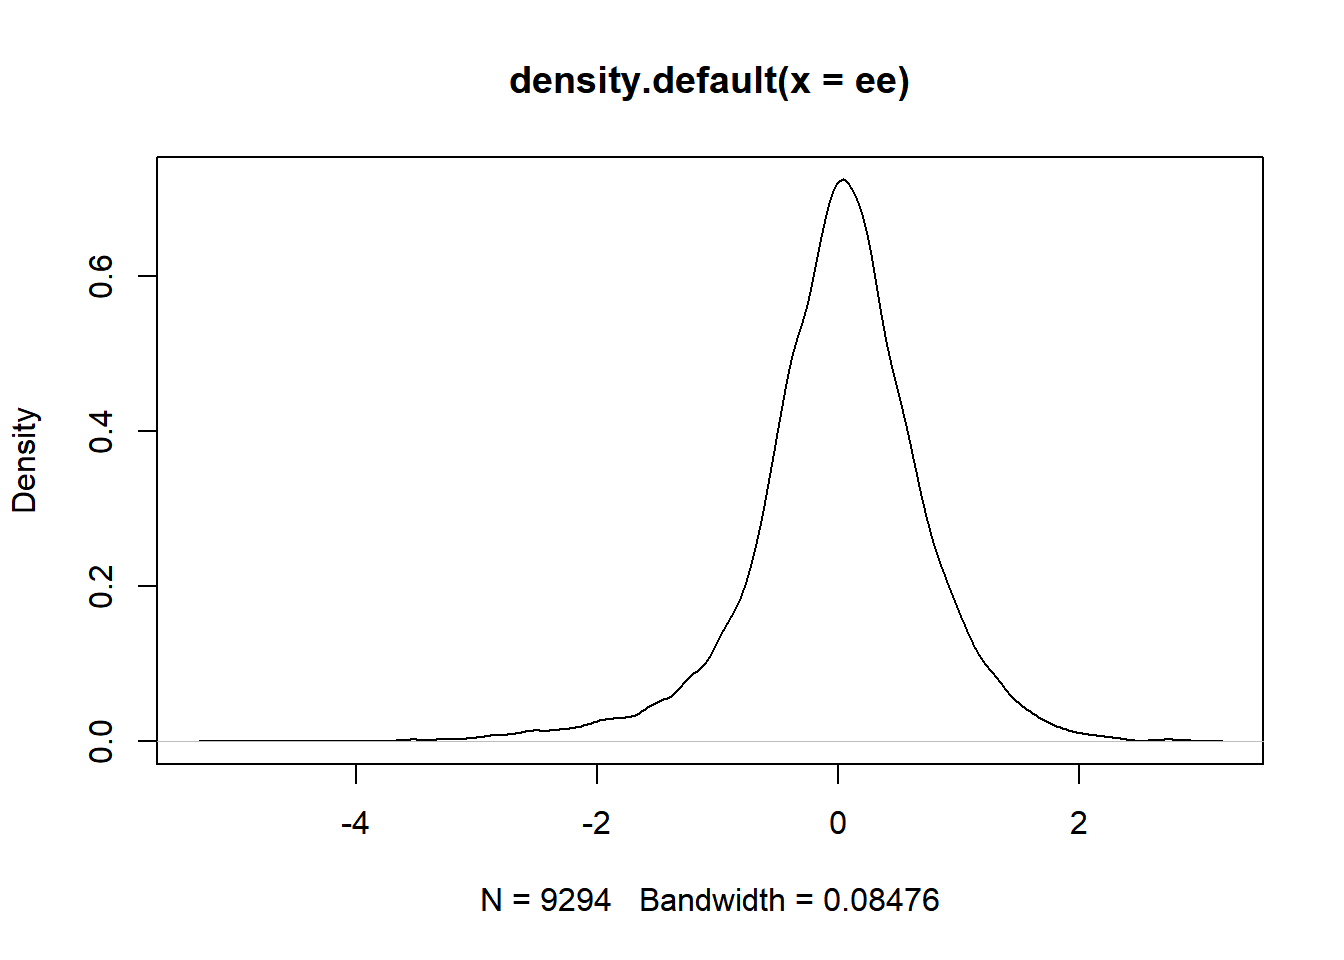 density.default(x = ee)
Density
0.6
0.4
0.2
0.0
-4 -2 0 2
N = 9294 Bandwidth = 0.08476